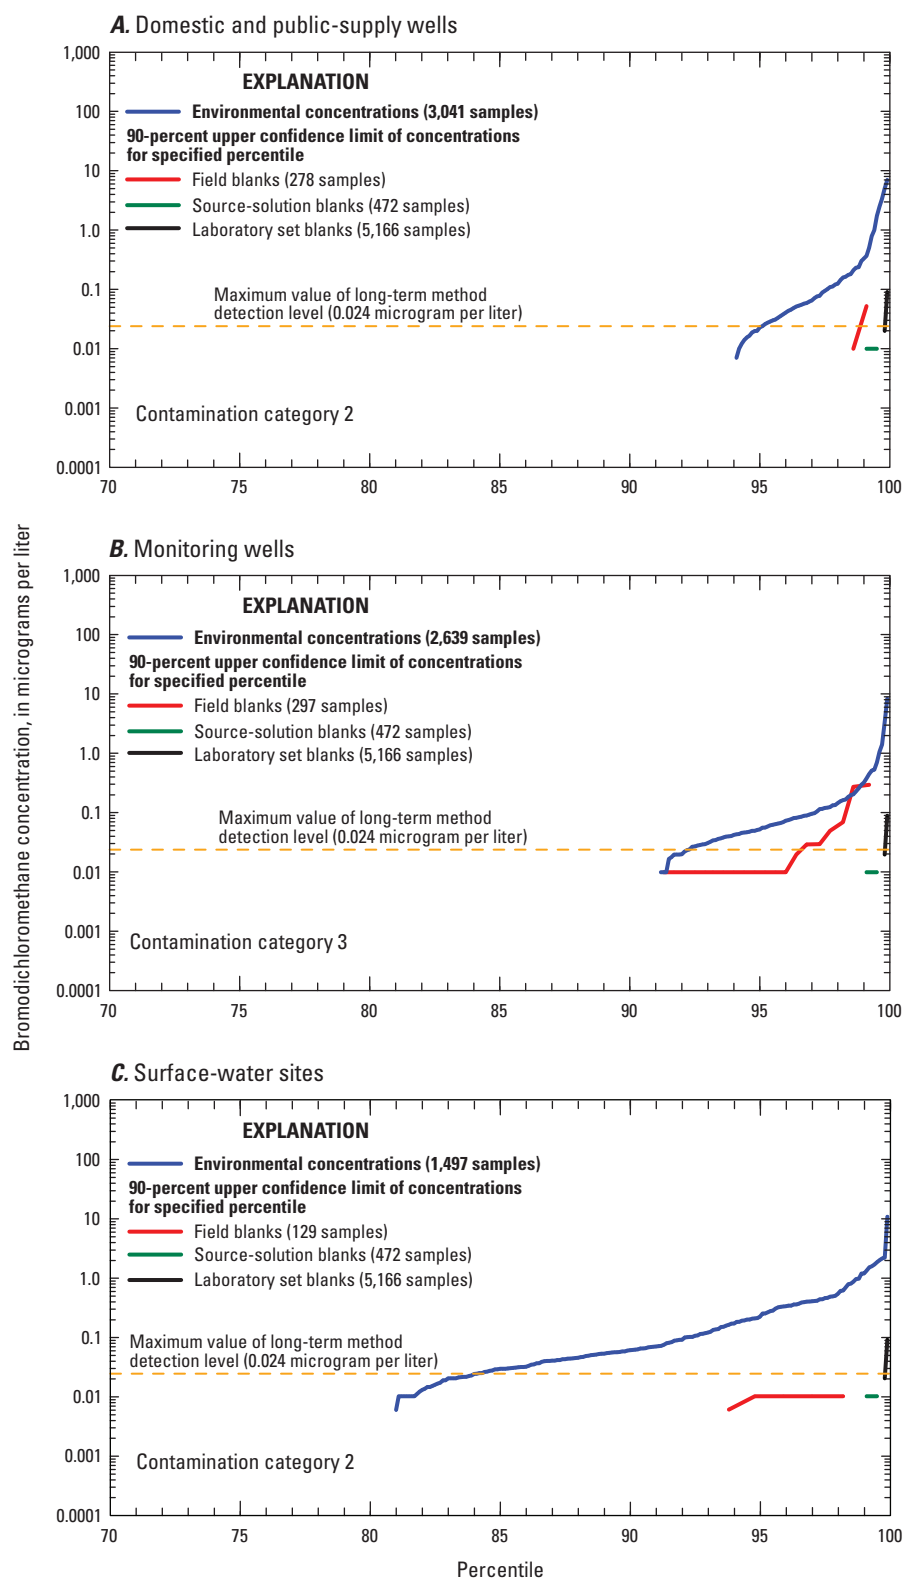 A. Domestic and public-supply wells
1,000
EXPLANATION
100
Environmental concentrations (3,041 samples)
90-percent upper confidence limit of concentrations
for specified percentile
10
Field blanks (278 samples)
Source-solution blanks (472 samples)
1.0
Laboratory set blanks (5,166 samples)
0.1
Maximum value of long-term method
detection level (0.024 microgram per liter)
0.01
0.001
Contamination category 2
0.0001
70 75 80 85 90 95 100
Bromodichloromethane concentration, in micrograms per liter
B. Monitoring wells
1,000
EXPLANATION
100
Environmental concentrations (2,639 samples)
90-percent upper confidence limit of concentrations
for specified percentile
10
Field blanks (297 samples)
Source-solution blanks (472 samples)
1.0
Laboratory set blanks (5,166 samples)
0.1
Maximum value of long-term method
detection level (0.024 microgram per liter)
0.01
0.001
Contamination category 3
0.0001
70 75 80 85 90 95 100
C. Surface-water sites
1,000
EXPLANATION
100
Environmental concentrations (1,497 samples)
90-percent upper confidence limit of concentrations
for specified percentile
10
Field blanks (129 samples)
Source-solution blanks (472 samples)
1.0
Laboratory set blanks (5,166 samples)
0.1
Maximum value of long-term method
detection level (0.024 microgram per liter)
0.01
0.001
Contamination category 2
0.0001
70 75 80 85 90 95 100
Percentile